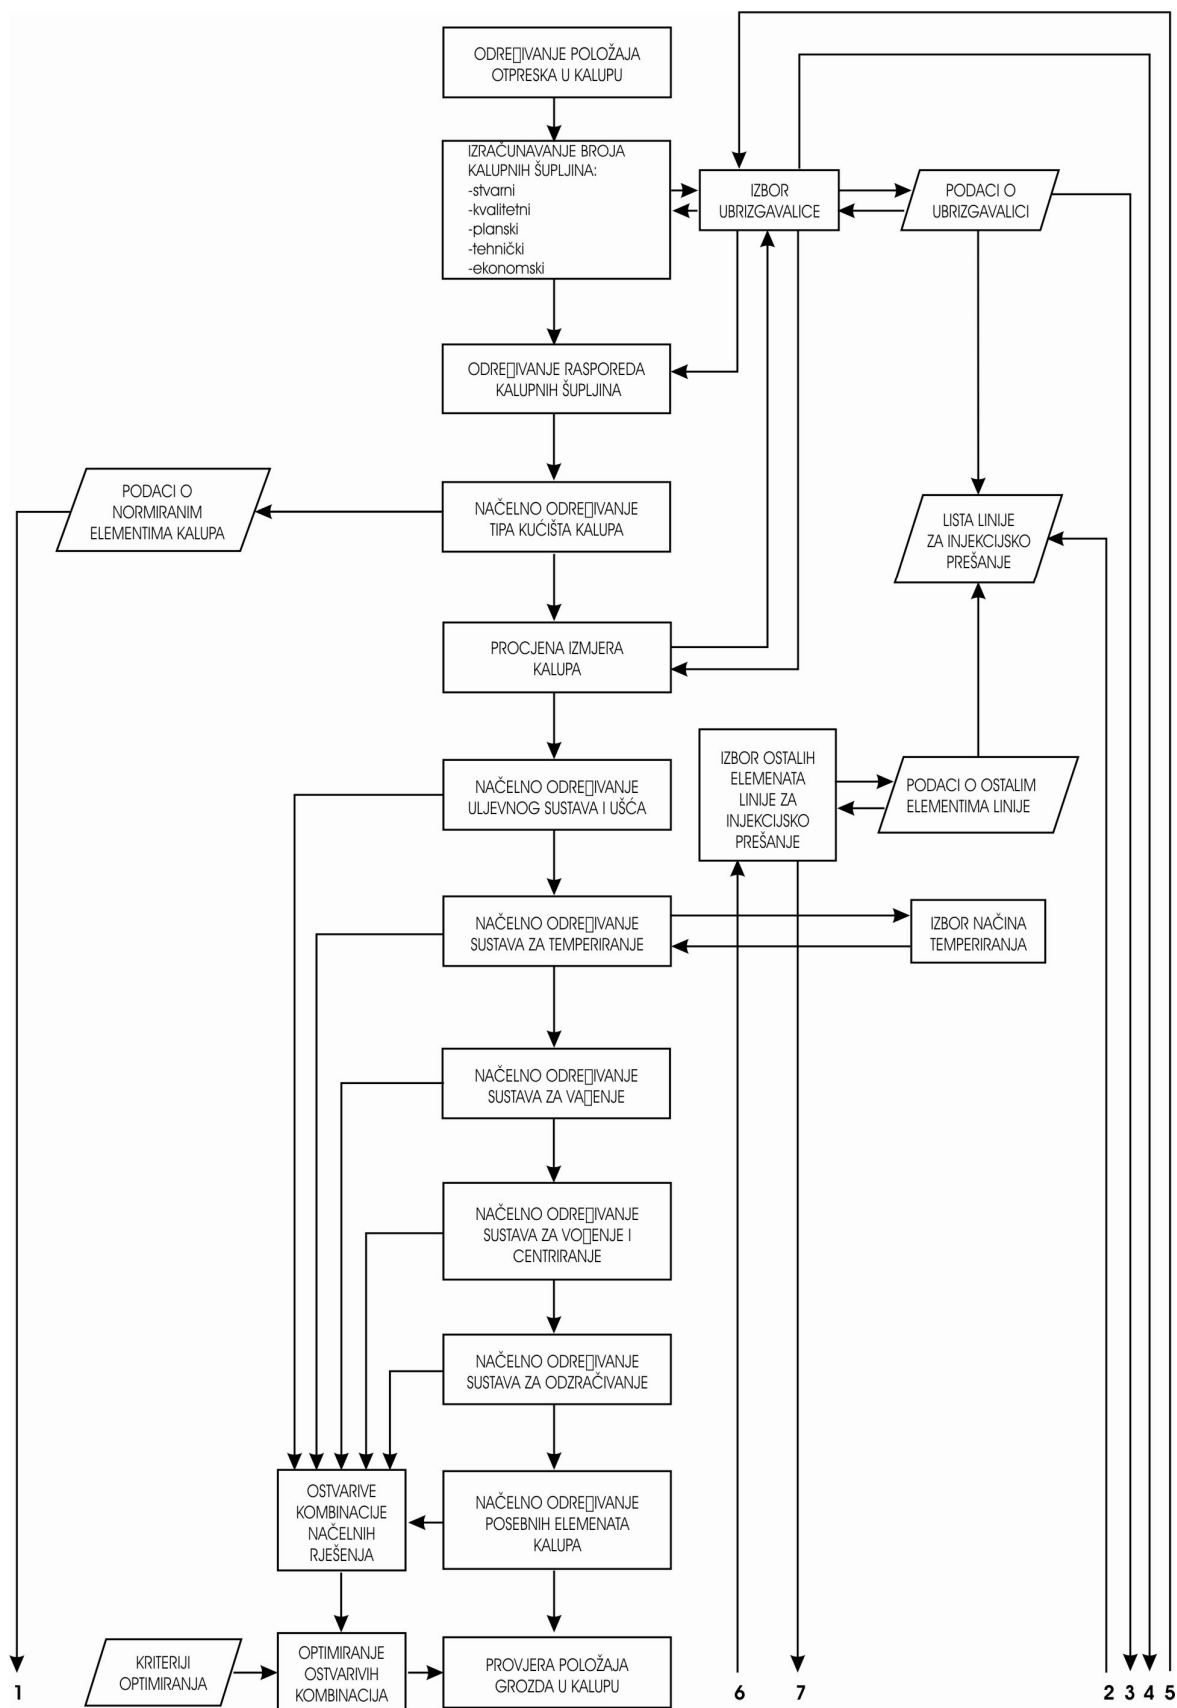 ODRE▯IVANJE POLOŽAJA
OTPRESKA U KALUPU
IZRAČUNAVANJE BROJA
KALUPNIH ŠUPLJINA:
-stvarni
-kvalitetni
-planski
-tehnički
-ekonomski
IZBOR
UBRIZGAVALICE
PODACI O
UBRIZGAVALICI
ODRE▯IVANJE RASPOREDA
KALUPNIH ŠUPLJINA
PODACI O
NORMIRANIM
ELEMENTIMA KALUPA
NAČELNO ODRE▯IVANJE
TIPA KUĆIŠTA KALUPA
LISTA LINIJE
ZA INJEKCIJSKO
PREŠANJE
PROCJENA IZMJERA
KALUPA
NAČELNO ODRE▯IVANJE
ULJEVNOG SUSTAVA I UŠĆA
IZBOR OSTALIH
ELEMENATA
LINIJE ZA
INJEKCIJSKO
PREŠANJE
PODACI O OSTALIM
ELEMENTIMA LINIJE
NAČELNO ODRE▯IVANJE
SUSTAVA ZA TEMPERIRANJE
IZBOR NAČINA
TEMPERIRANJA
NAČELNO ODRE▯IVANJE
SUSTAVA ZA VA▯ENJE
NAČELNO ODRE▯IVANJE
SUSTAVA ZA VO▯ENJE I
CENTRIRANJE
NAČELNO ODRE▯IVANJE
SUSTAVA ZA ODZRAČIVANJE
OSTVARIVE
KOMBINACIJE
NAČELNIH
RJEŠENJA
NAČELNO ODRE▯IVANJE
POSEBNIH ELEMENATA
KALUPA
KRITERIJI
OPTIMIRANJA
OPTIMIRANJE
OSTVARIVIH
KOMBINACIJA
PROVJERA POLOŽAJA
GROZDA U KALUPU
1 6 7 2 3 4 5